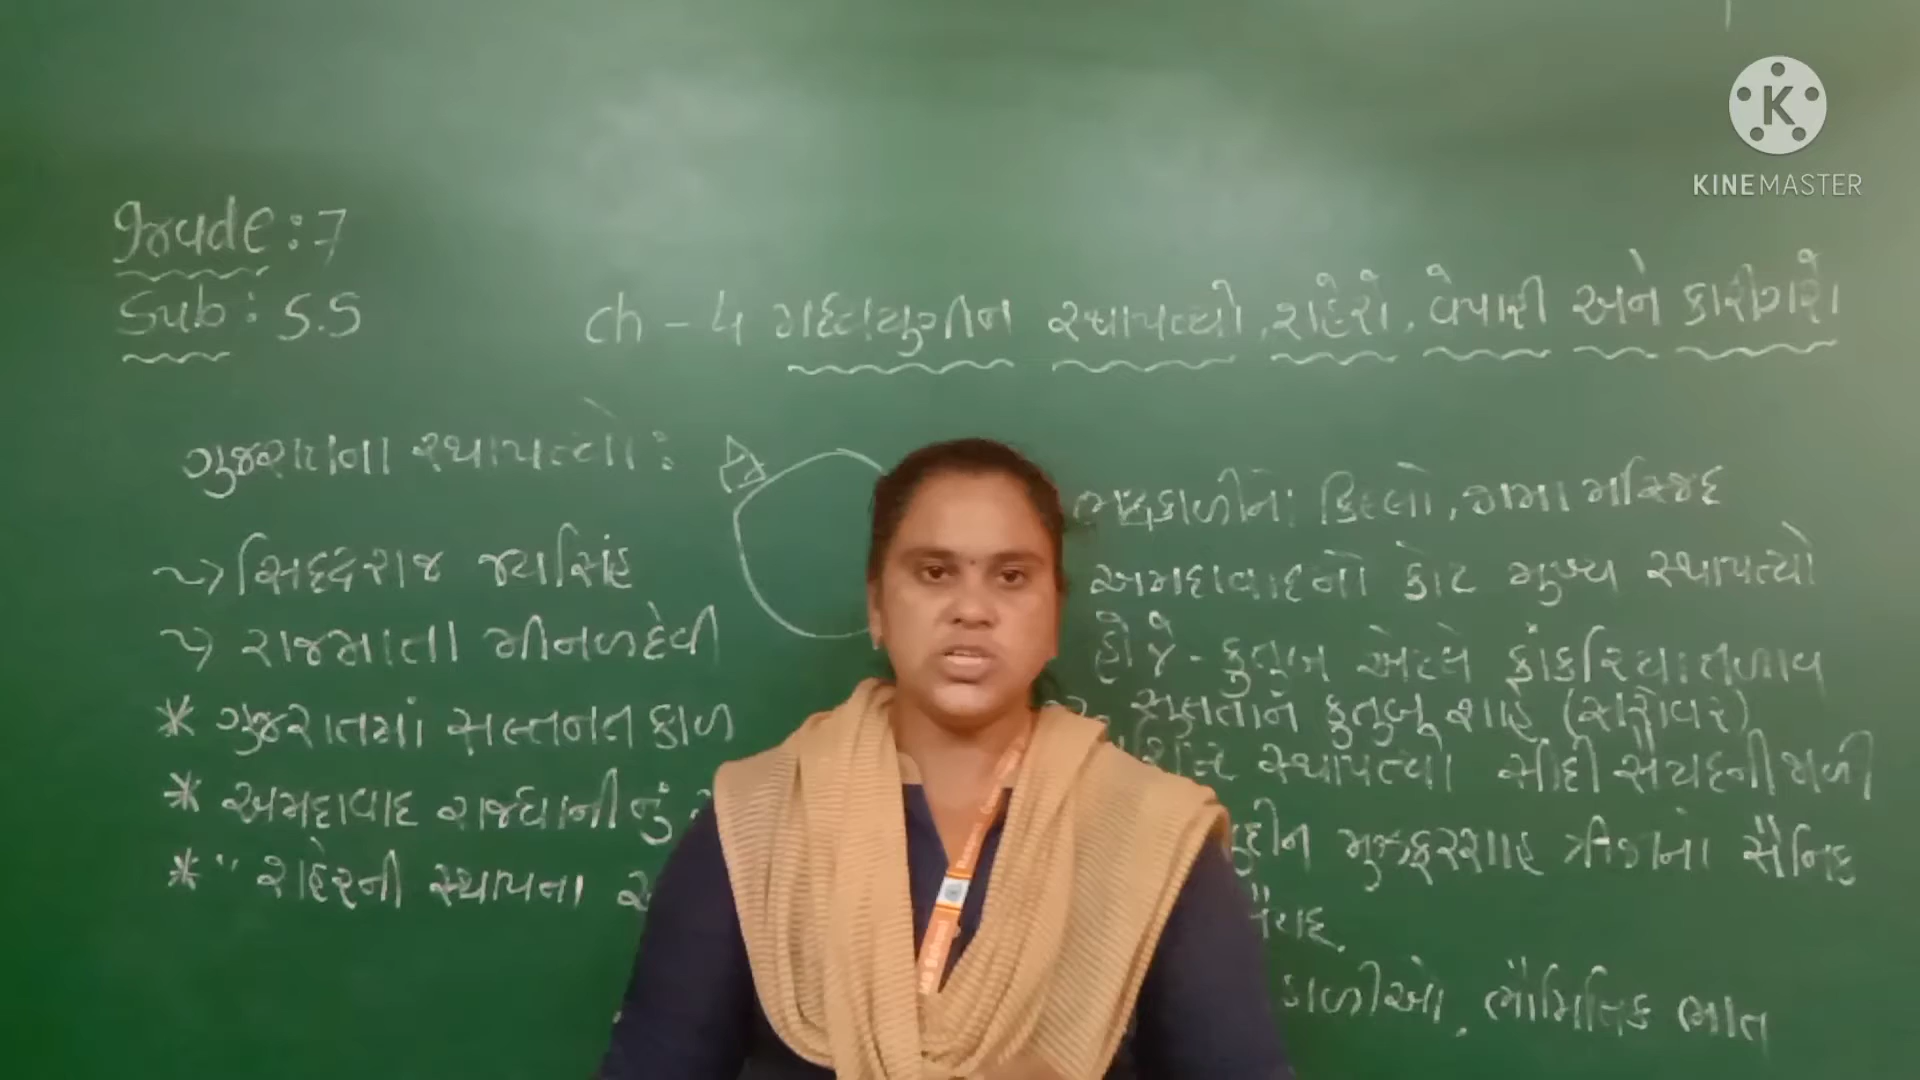 KINEMASTER
Grade : 7
Sub : S.S
ch - 4 મધ્યયુગીન સ્થાપત્યો, શહેરો, વેપારી અને કારીગરો
ગુજરાતના સ્થાપત્યો :
સિદ્ધરાજ જયસિંહ
રાજમાતા મીનળદેવી
* ગુજરાતમાં સલ્તનત કાળ
* અમદાવાદ રાજધાનીનું
* " શહેરની સ્થાપના
ભદ્રકાળીનો કિલ્લો, જામા મસ્જિદ
અમદાવાદનો કોટ મુખ્ય સ્થાપત્યો
હૌજે - કુતુબ એટલે કાંકરિયા તળાવ
સુલતાન કુતુબુ શાહે (સરોવર)
સ્થાપત્યો સીદી સૈયદની જાળી
મુઝફ્ફરશાહ ત્રીજાનો સૈનિક
જાળીઓ, ભૌમિતિક ભાત